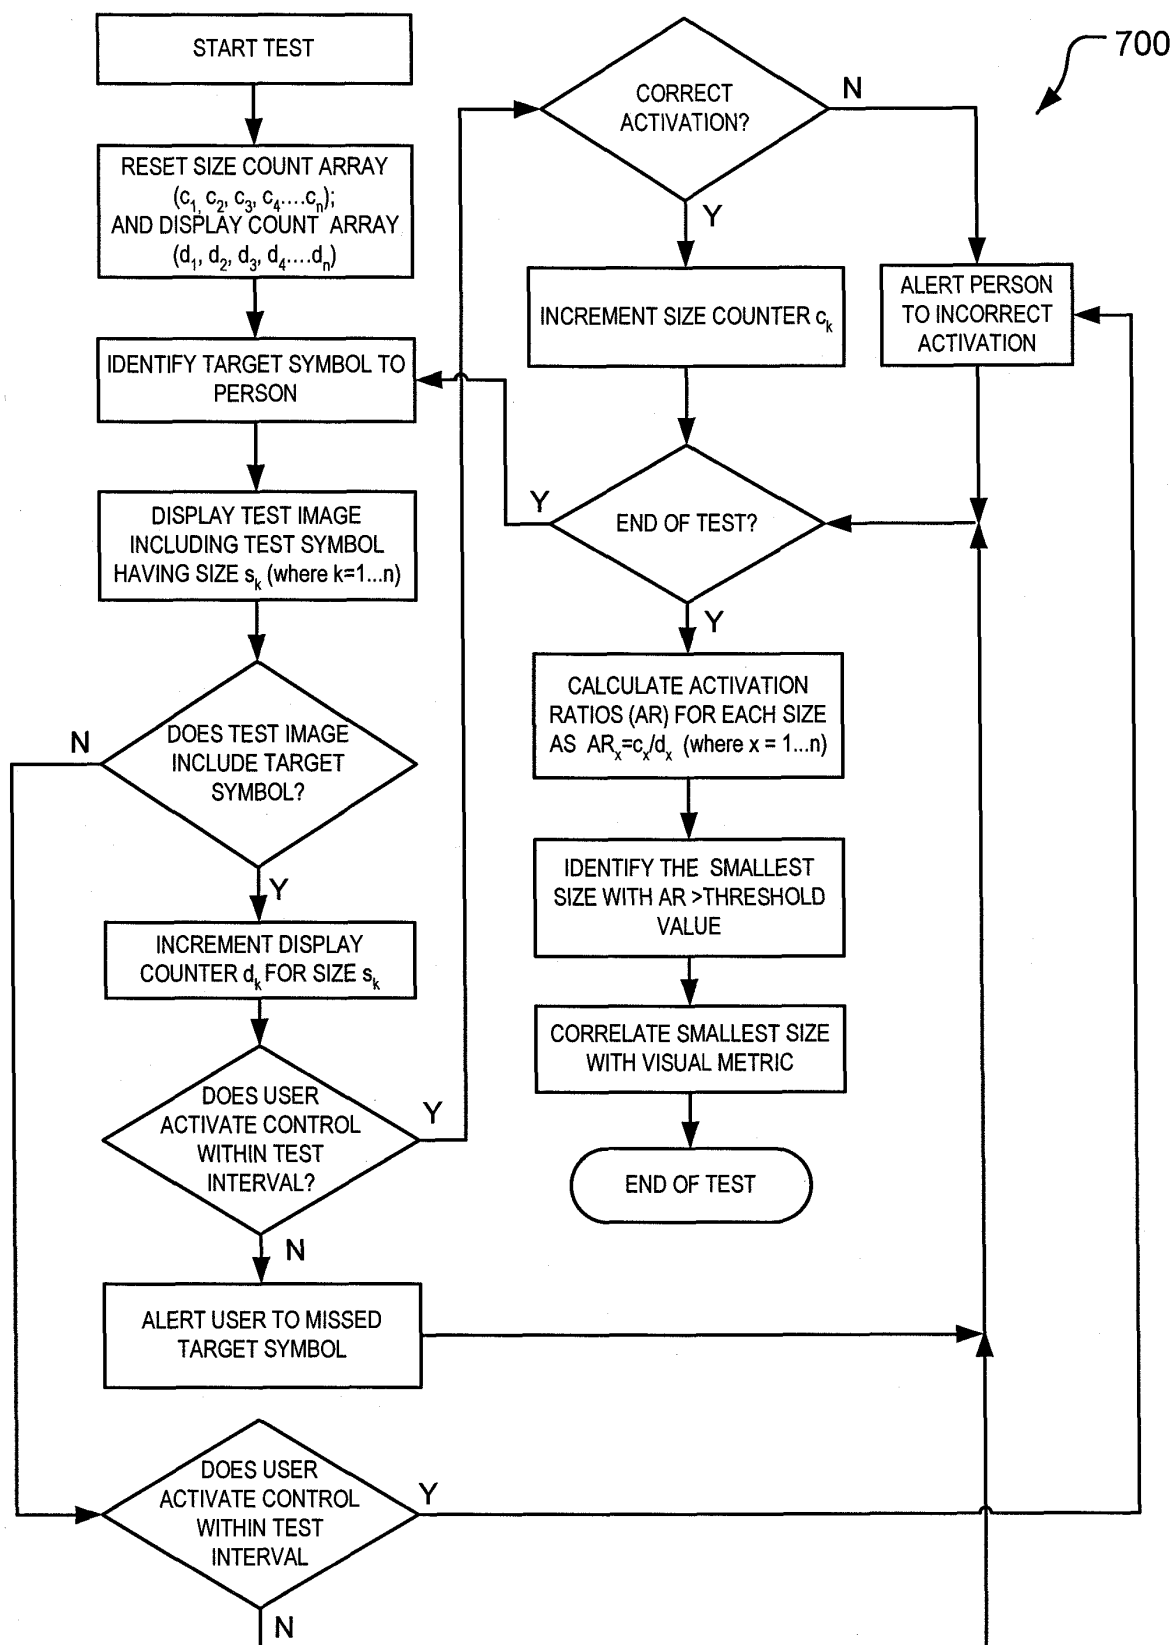 700
START TEST
RESET SIZE COUNT ARRAY
(c₁, c₂, c₃, c₄....cₙ);
AND DISPLAY COUNT ARRAY
(d₁, d₂, d₃, d₄....dₙ)
IDENTIFY TARGET SYMBOL TO
PERSON
DISPLAY TEST IMAGE
INCLUDING TEST SYMBOL
HAVING SIZE sₖ (where k=1...n)
DOES TEST IMAGE
INCLUDE TARGET
SYMBOL?
N
Y
INCREMENT DISPLAY
COUNTER dₖ FOR SIZE sₖ
DOES USER
ACTIVATE CONTROL
WITHIN TEST
INTERVAL?
Y
N
ALERT USER TO MISSED
TARGET SYMBOL
DOES USER
ACTIVATE CONTROL
WITHIN TEST
INTERVAL
Y
N
CORRECT
ACTIVATION?
N
Y
INCREMENT SIZE COUNTER cₖ
ALERT PERSON
TO INCORRECT
ACTIVATION
END OF TEST?
Y
Y
CALCULATE ACTIVATION
RATIOS (AR) FOR EACH SIZE
AS ARₓ=cₓ/dₓ (where x = 1...n)
IDENTIFY THE SMALLEST
SIZE WITH AR >THRESHOLD
VALUE
CORRELATE SMALLEST SIZE
WITH VISUAL METRIC
END OF TEST